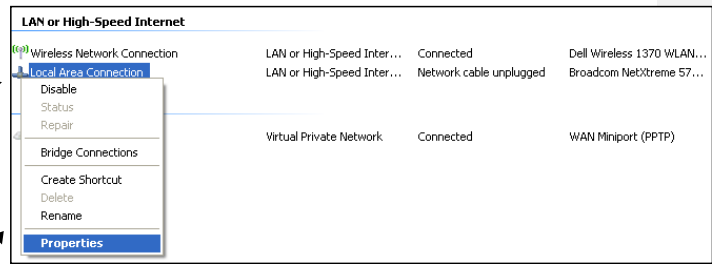 LAN or High-Speed Internet
Wireless Network Connection LAN or High-Speed Inter... Connected Dell Wireless 1370 WLAN...
Local Area Connection LAN or High-Speed Inter... Network cable unplugged Broadcom NetXtreme 57...
Disable
Status
Repair
Virtual Private Network Connected WAN Miniport (PPTP)
Bridge Connections
Create Shortcut
Delete
Rename
Properties